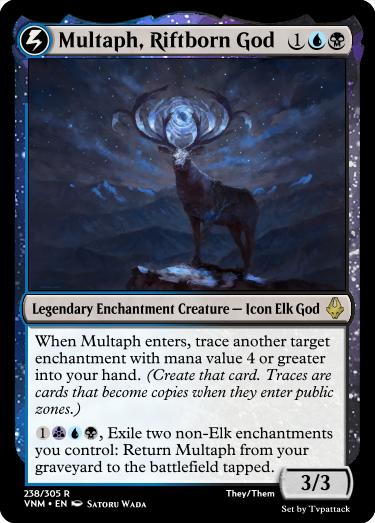 Multaph, Riftborn God 1
Legendary Enchantment Creature — Icon Elk God
When Multaph enters, trace another target
enchantment with mana value 4 or greater
into your hand. (Create that card. Traces are
cards that become copies when they enter public
zones.)
1, Exile two non-Elk enchantments
you control: Return Multaph from your
graveyard to the battlefield tapped.
3/3
238/305 R
They/Them
VNM • EN SATORU WADA
Set by Tvpattack